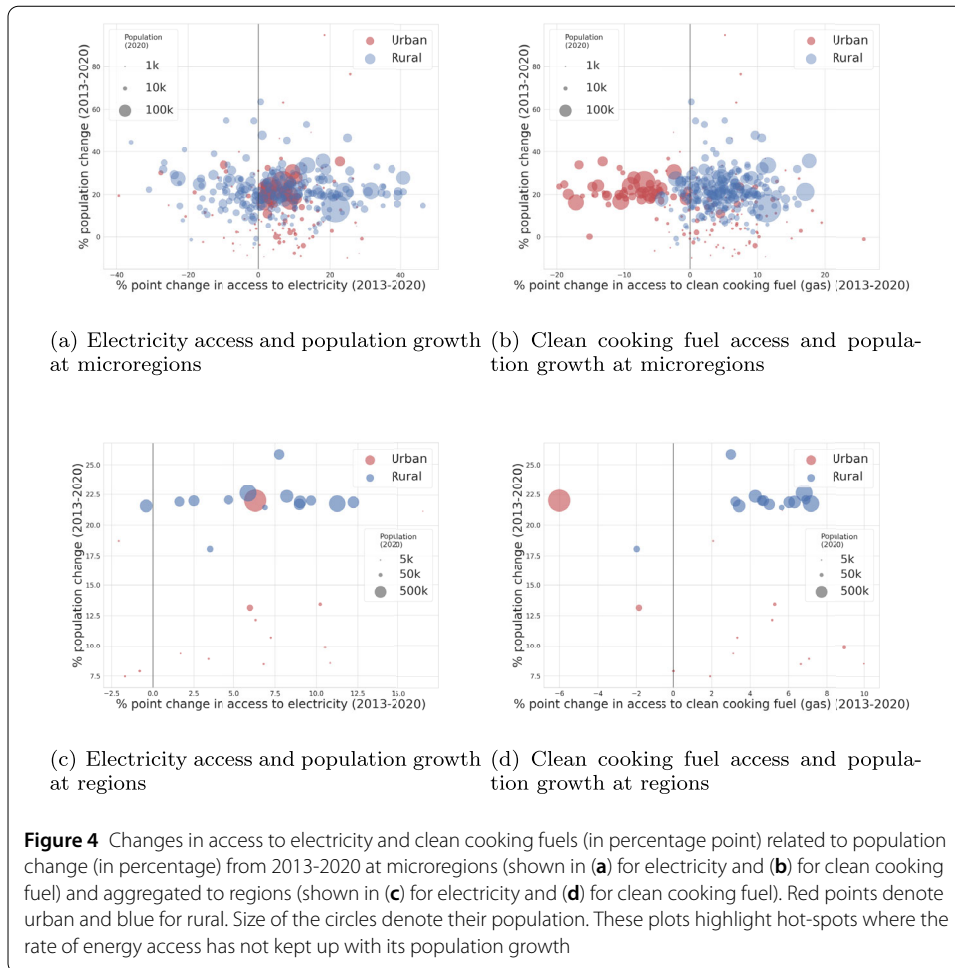 Population
(2020)
1k
10k
100k
Urban
Rural
80
60
40
20
0
% population change (2013-2020)
−40
−20
0
20
40
% point change in access to electricity (2013-2020)
Population
(2020)
1k
10k
100k
Urban
Rural
80
60
40
20
0
% population change (2013-2020)
−20
−10
0
10
20
% point change in access to clean cooking fuel (gas) (2013-2020)
(a) Electricity access and population growth
at microregions
(b) Clean cooking fuel access and popula-
tion growth at microregions
Urban
Rural
Population
(2020)
5k
50k
500k
25.0
22.5
20.0
17.5
15.0
12.5
10.0
7.5
% population change (2013-2020)
−2.5
0.0
2.5
5.0
7.5
10.0
12.5
15.0
% point change in access to electricity (2013-2020)
Urban
Rural
Population
(2020)
5k
50k
500k
25.0
22.5
20.0
17.5
15.0
12.5
10.0
7.5
% population change (2013-2020)
−6
−4
−2
0
2
4
6
8
10
% point change in access to clean cooking fuel (gas) (2013-2020)
(c) Electricity access and population growth
at regions
(d) Clean cooking fuel access and popula-
tion growth at regions
Figure 4 Changes in access to electricity and clean cooking fuels (in percentage point) related to population
change (in percentage) from 2013-2020 at microregions (shown in (a) for electricity and (b) for clean cooking
fuel) and aggregated to regions (shown in (c) for electricity and (d) for clean cooking fuel). Red points denote
urban and blue for rural. Size of the circles denote their population. These plots highlight hot-spots where the
rate of energy access has not kept up with its population growth